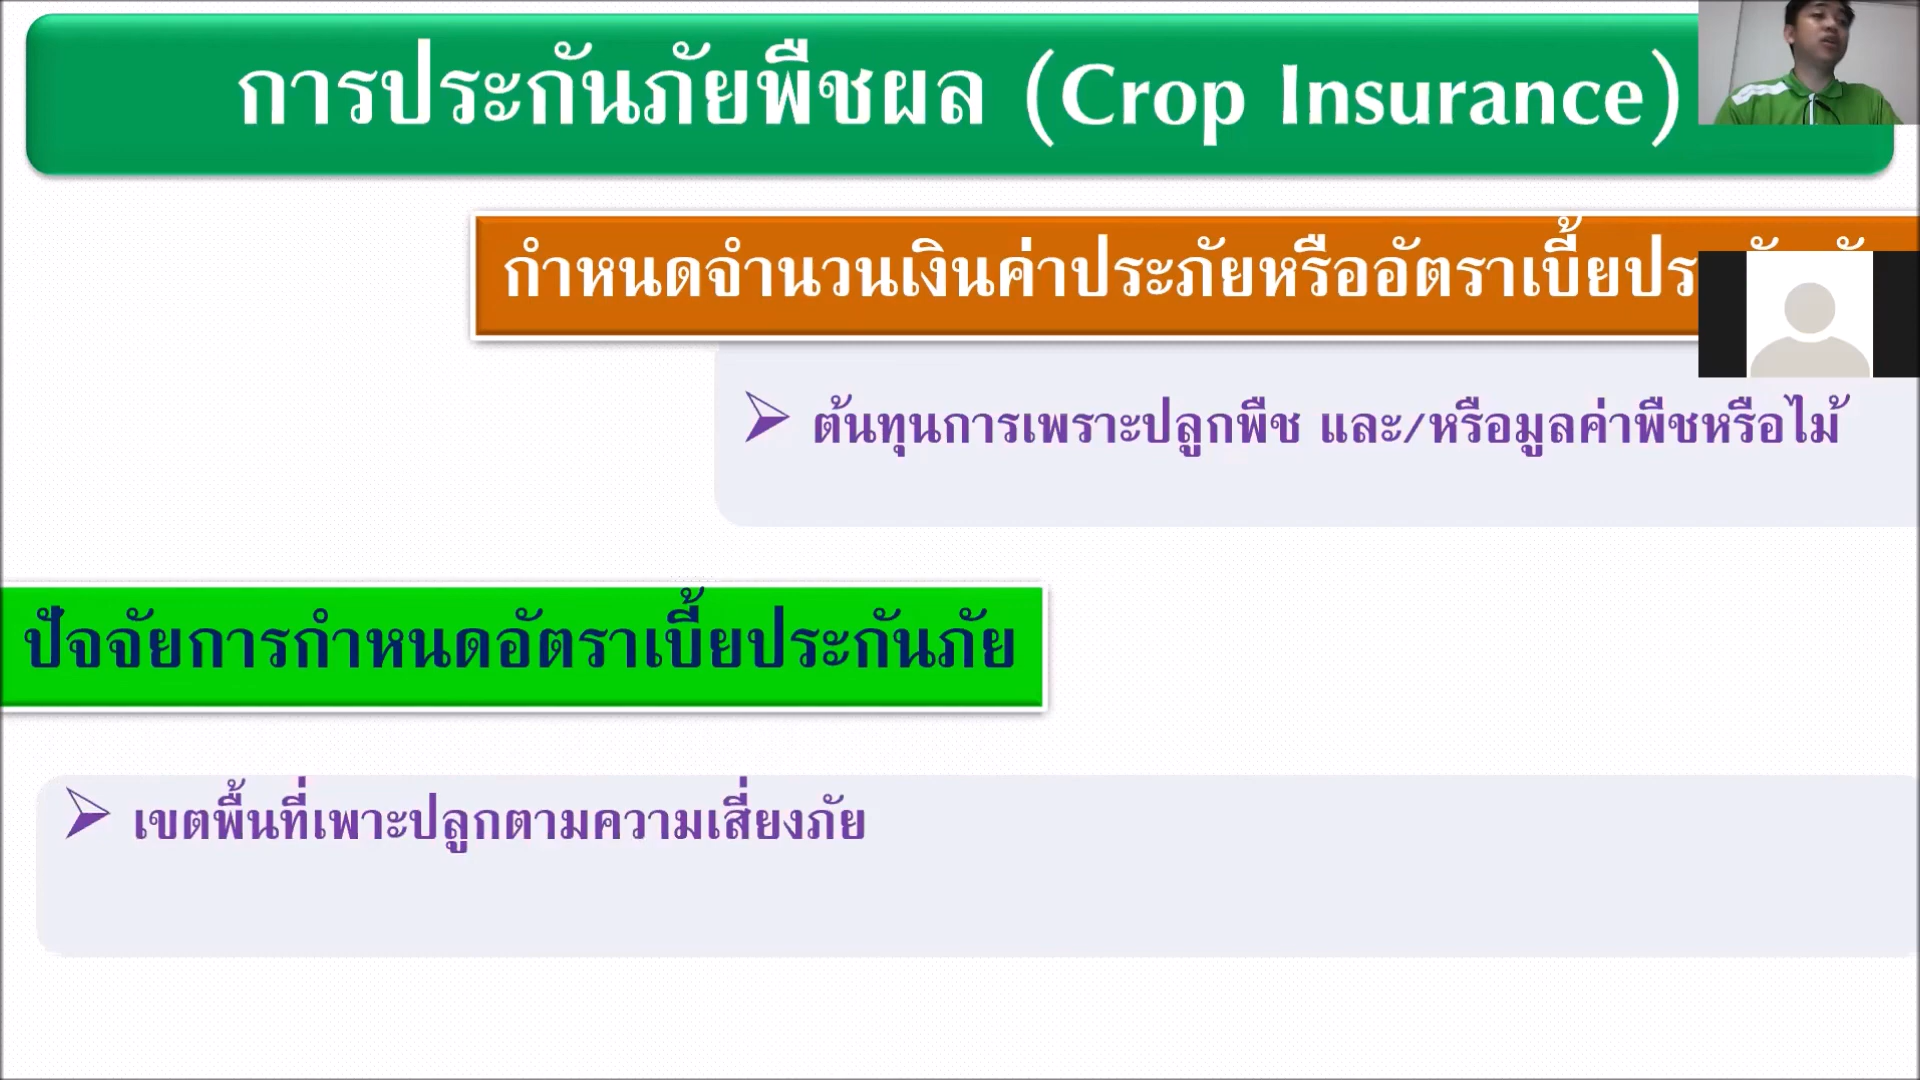 การประกันภัยพืชผล (Crop Insurance)
กำหนดจำนวนเงินค่าประภัยหรืออัตราเบี้ยประกันภัย
ต้นทุนการเพราะปลูกพืช และ/หรือมูลค่าพืชหรือไม้
ปัจจัยการกำหนดอัตราเบี้ยประกันภัย
เขตพื้นที่เพาะปลูกตามความเสี่ยงภัย